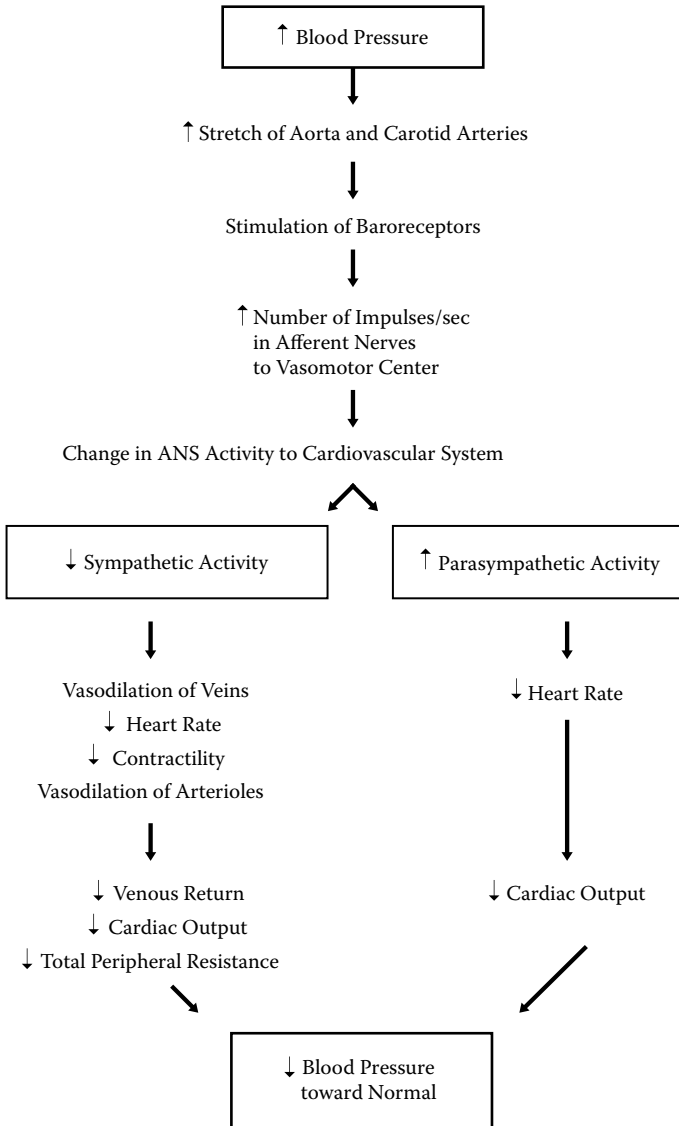 ↑ Blood Pressure
↑ Stretch of Aorta and Carotid Arteries
Stimulation of Baroreceptors
↑ Number of Impulses/sec
in Afferent Nerves
to Vasomotor Center
Change in ANS Activity to Cardiovascular System
↓ Sympathetic Activity
↑ Parasympathetic Activity
Vasodilation of Veins
↓ Heart Rate
↓ Contractility
Vasodilation of Arterioles
↓ Heart Rate
↓ Venous Return
↓ Cardiac Output
↓ Total Peripheral Resistance
↓ Cardiac Output
↓ Blood Pressure
toward Normal